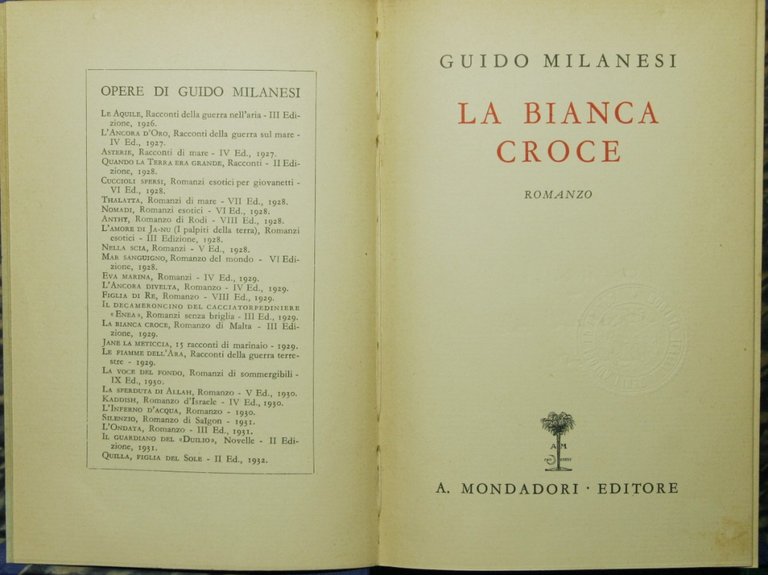 OPERE DI GUIDO MILANESI
Le Aquile, Racconti della guerra nell'aria - III Edi-
zione, 1926.
L'Ancora d'Oro, Racconti della guerra sul mare -
IV Ed., 1927.
Asterie, Racconti di mare - IV Ed., 1927.
Quando la Terra era grande, Racconti - II Edi-
zione, 1928.
Cuccioli spersi, Romanzi esotici per giovanetti -
VI Ed., 1928.
Thalatta, Romanzi di mare - VII Ed., 1928.
Nomadi, Romanzi esotici - VI Ed., 1928.
Anthy, Romanzo di Rodi - VIII Ed., 1928.
L'amore di Ja-nu (I palpiti della terra), Romanzi
esotici - III Edizione, 1928.
Nella scia, Romanzi - V Ed., 1928.
Mar sanguigno, Romanzo del mondo - VI Edi-
zione, 1928.
Eva marina, Romanzi - IV Ed., 1929.
L'Ancora divelta, Romanzo - IV Ed., 1929.
Figlia di Re, Romanzo - VIII Ed., 1929.
Il decameroncino del cacciatorpediniere
«Enea», Romanzi senza briglia - III Ed., 1929.
La bianca croce, Romanzo di Malta - III Edi-
zione, 1929.
Jane la meticcia, 15 racconti di marinaio - 1929.
Le fiamme dell'Ara, Racconti della guerra terre-
stre - 1929.
La voce del fondo, Romanzi di sommergibili -
IX Ed., 1930.
La sperduta di Allah, Romanzo - V Ed., 1930.
Kaddish, Romanzo d'Israele - IV Ed., 1930.
L'Inferno d'acqua, Romanzo - 1930.
Silenzio, Romanzo di Saïgon - 1931.
L'Ondata, Romanzo - III Ed., 1931.
Il guardiano del «Duilio», Novelle - II Edi-
zione, 1931.
Quilla, figlia del Sole - II Ed., 1932.
GUIDO MILANESI
LA BIANCA
CROCE
ROMANZO
A M
A. MONDADORI · EDITORE